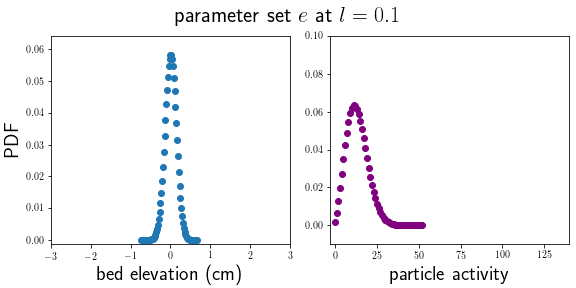 parameter set e at l = 0.1
PDF
0.06
0.05
0.04
0.03
0.02
0.01
0.00
−3 −2 −1 0 1 2 3
bed elevation (cm)
0.10
0.08
0.06
0.04
0.02
0.00
0 25 50 75 100 125
particle activity